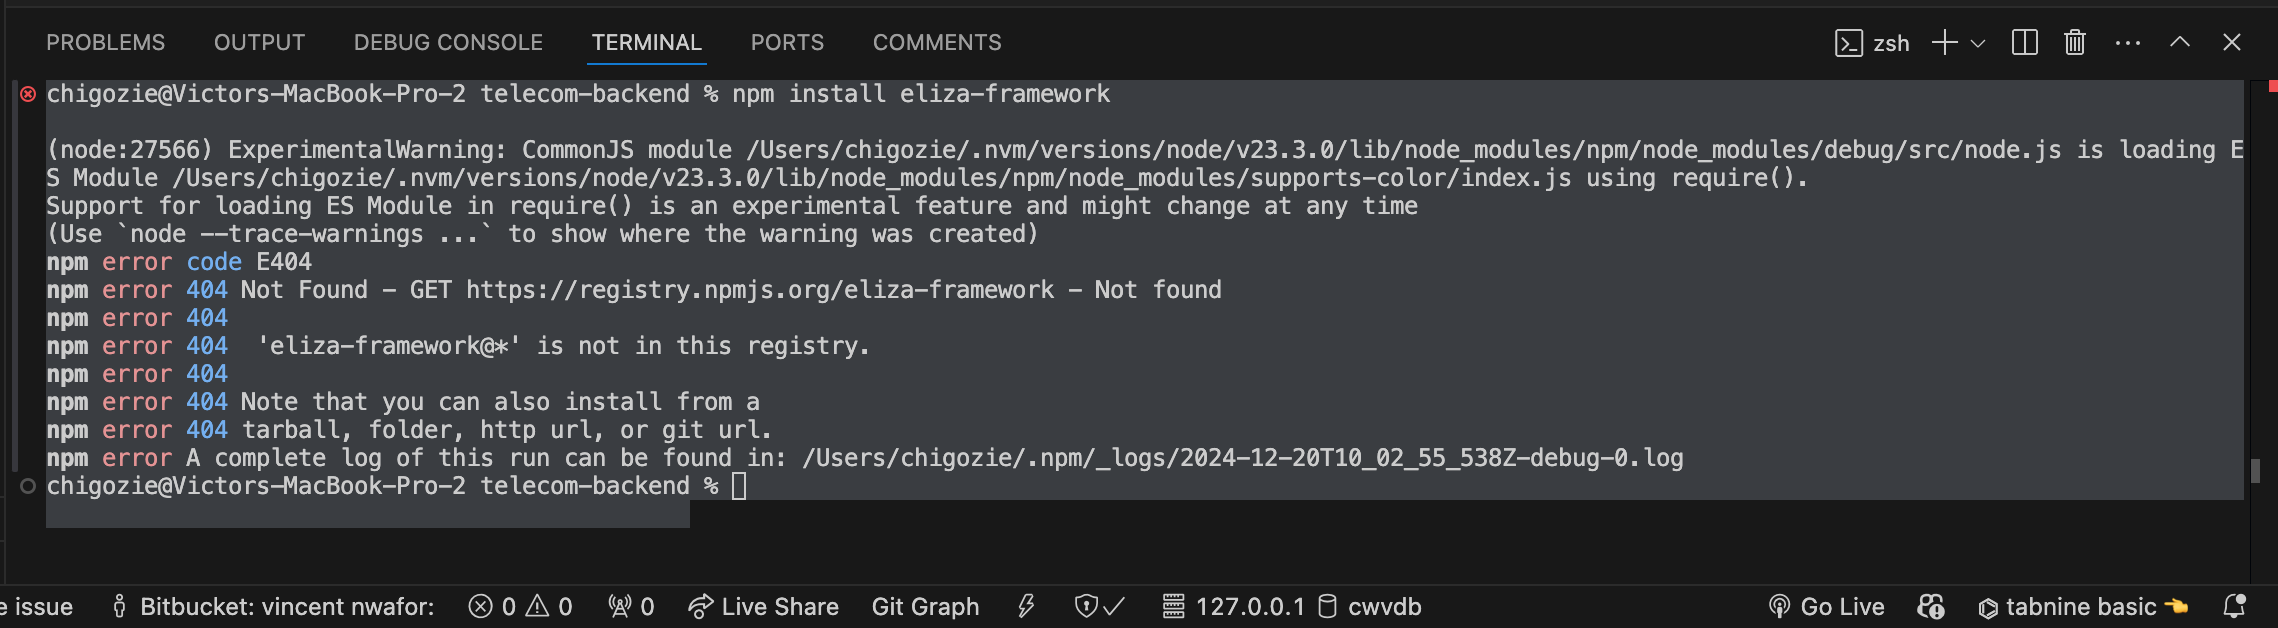 PROBLEMS OUTPUT DEBUG CONSOLE TERMINAL PORTS COMMENTS zsh
chigozie@Victors-MacBook-Pro-2 telecom-backend % npm install eliza-framework
(node:27566) ExperimentalWarning: CommonJS module /Users/chigozie/.nvm/versions/node/v23.3.0/lib/node_modules/npm/node_modules/debug/src/node.js is loading E
S Module /Users/chigozie/.nvm/versions/node/v23.3.0/lib/node_modules/npm/node_modules/supports-color/index.js using require().
Support for loading ES Module in require() is an experimental feature and might change at any time
(Use `node --trace-warnings ...` to show where the warning was created)
npm error code E404
npm error 404 Not Found - GET https://registry.npmjs.org/eliza-framework - Not found
npm error 404
npm error 404  'eliza-framework@*' is not in this registry.
npm error 404
npm error 404 Note that you can also install from a
npm error 404 tarball, folder, http url, or git url.
npm error A complete log of this run can be found in: /Users/chigozie/.npm/_logs/2024-12-20T10_02_55_538Z-debug-0.log
chigozie@Victors-MacBook-Pro-2 telecom-backend %
e issue Bitbucket: vincent nwafor: 0 0 0 Live Share Git Graph 127.0.0.1 cwvdb Go Live tabnine basic 👈